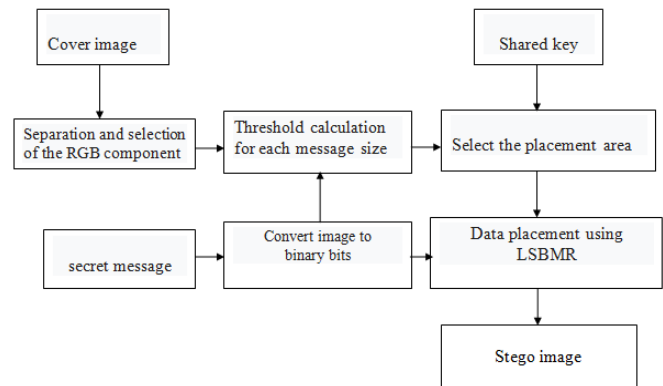 Cover image
Shared key
Separation and selection
of the RGB component
Threshold calculation
for each message size
Select the placement area
secret message
Convert image to
binary bits
Data placement using
LSBMR
Stego image